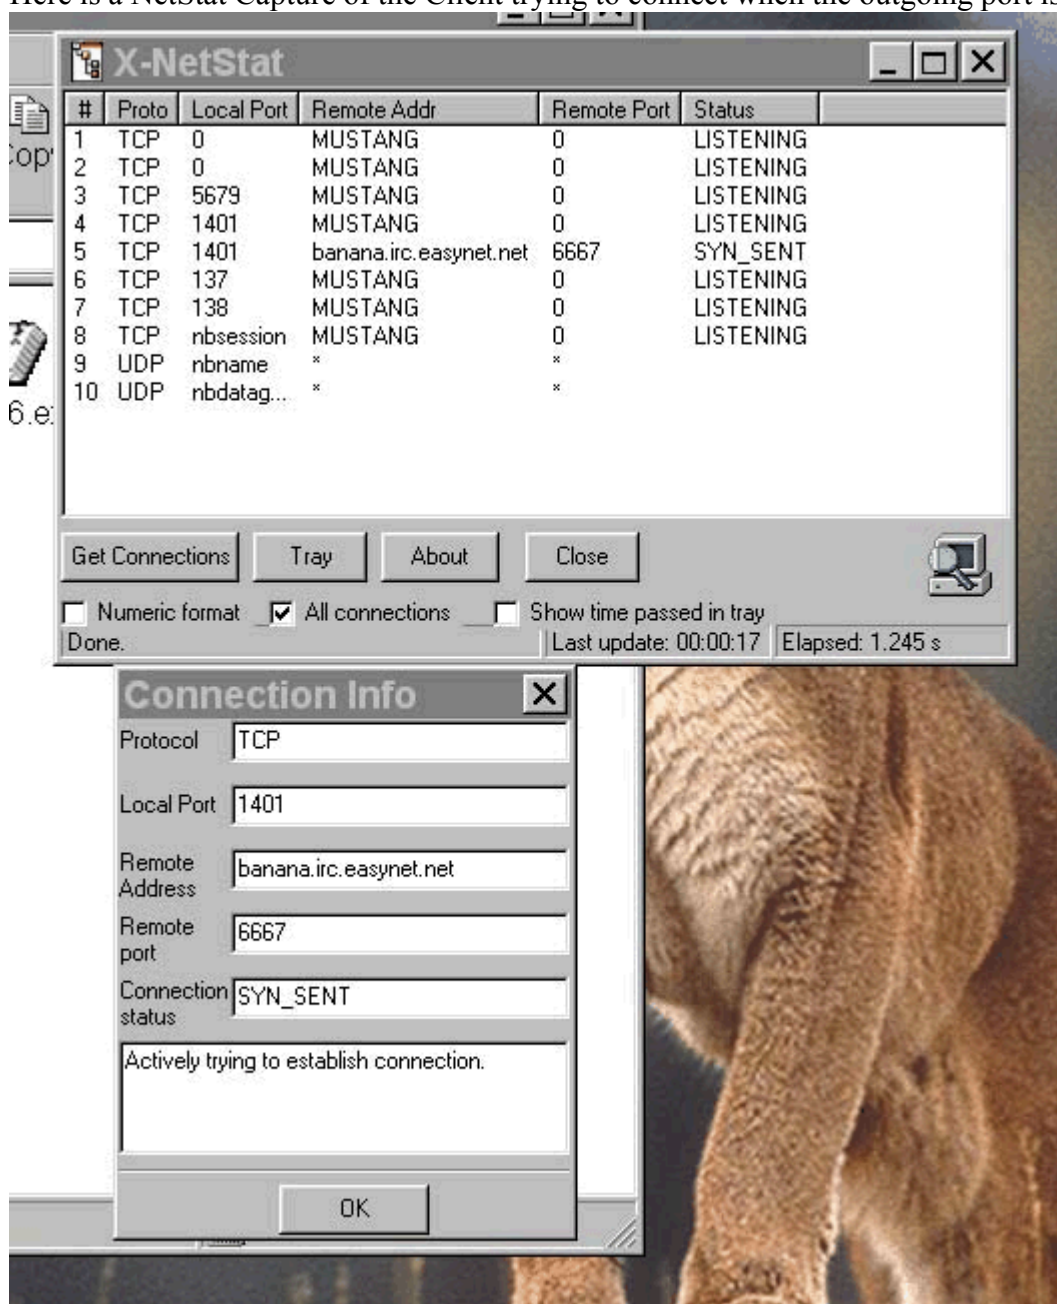 Here is a NetStat Capture of the Client trying to connect when the outgoing port is
X-NetStat
# Proto Local Port Remote Addr Remote Port Status
1 TCP 0 MUSTANG 0 LISTENING
2 TCP 0 MUSTANG 0 LISTENING
3 TCP 5679 MUSTANG 0 LISTENING
4 TCP 1401 MUSTANG 0 LISTENING
5 TCP 1401 banana.irc.easynet.net 6667 SYN_SENT
6 TCP 137 MUSTANG 0 LISTENING
7 TCP 138 MUSTANG 0 LISTENING
8 TCP nbsession MUSTANG 0 LISTENING
9 UDP nbname * *
10 UDP nbdatag... * *
6.e
Get Connections Tray About Close
Numeric format All connections Show time passed in tray
Done. Last update: 00:00:17 Elapsed: 1.245 s
Connection Info
Protocol TCP
Local Port 1401
Remote Address banana.irc.easynet.net
Remote port 6667
Connection status SYN_SENT
Actively trying to establish connection.
OK